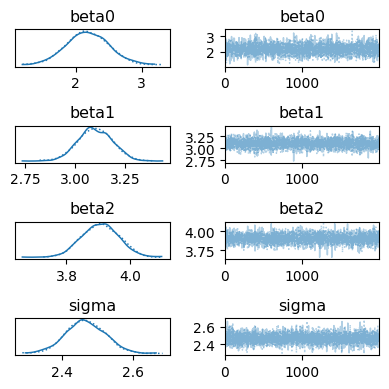 beta0 beta0
3
2
2 3 0 1000
beta1 beta1
3.25
3.00
2.75
2.75 3.00 3.25 0 1000
beta2 beta2
4.00
3.75
3.8 4.0 0 1000
sigma sigma
2.6
2.4
2.4 2.6 0 1000